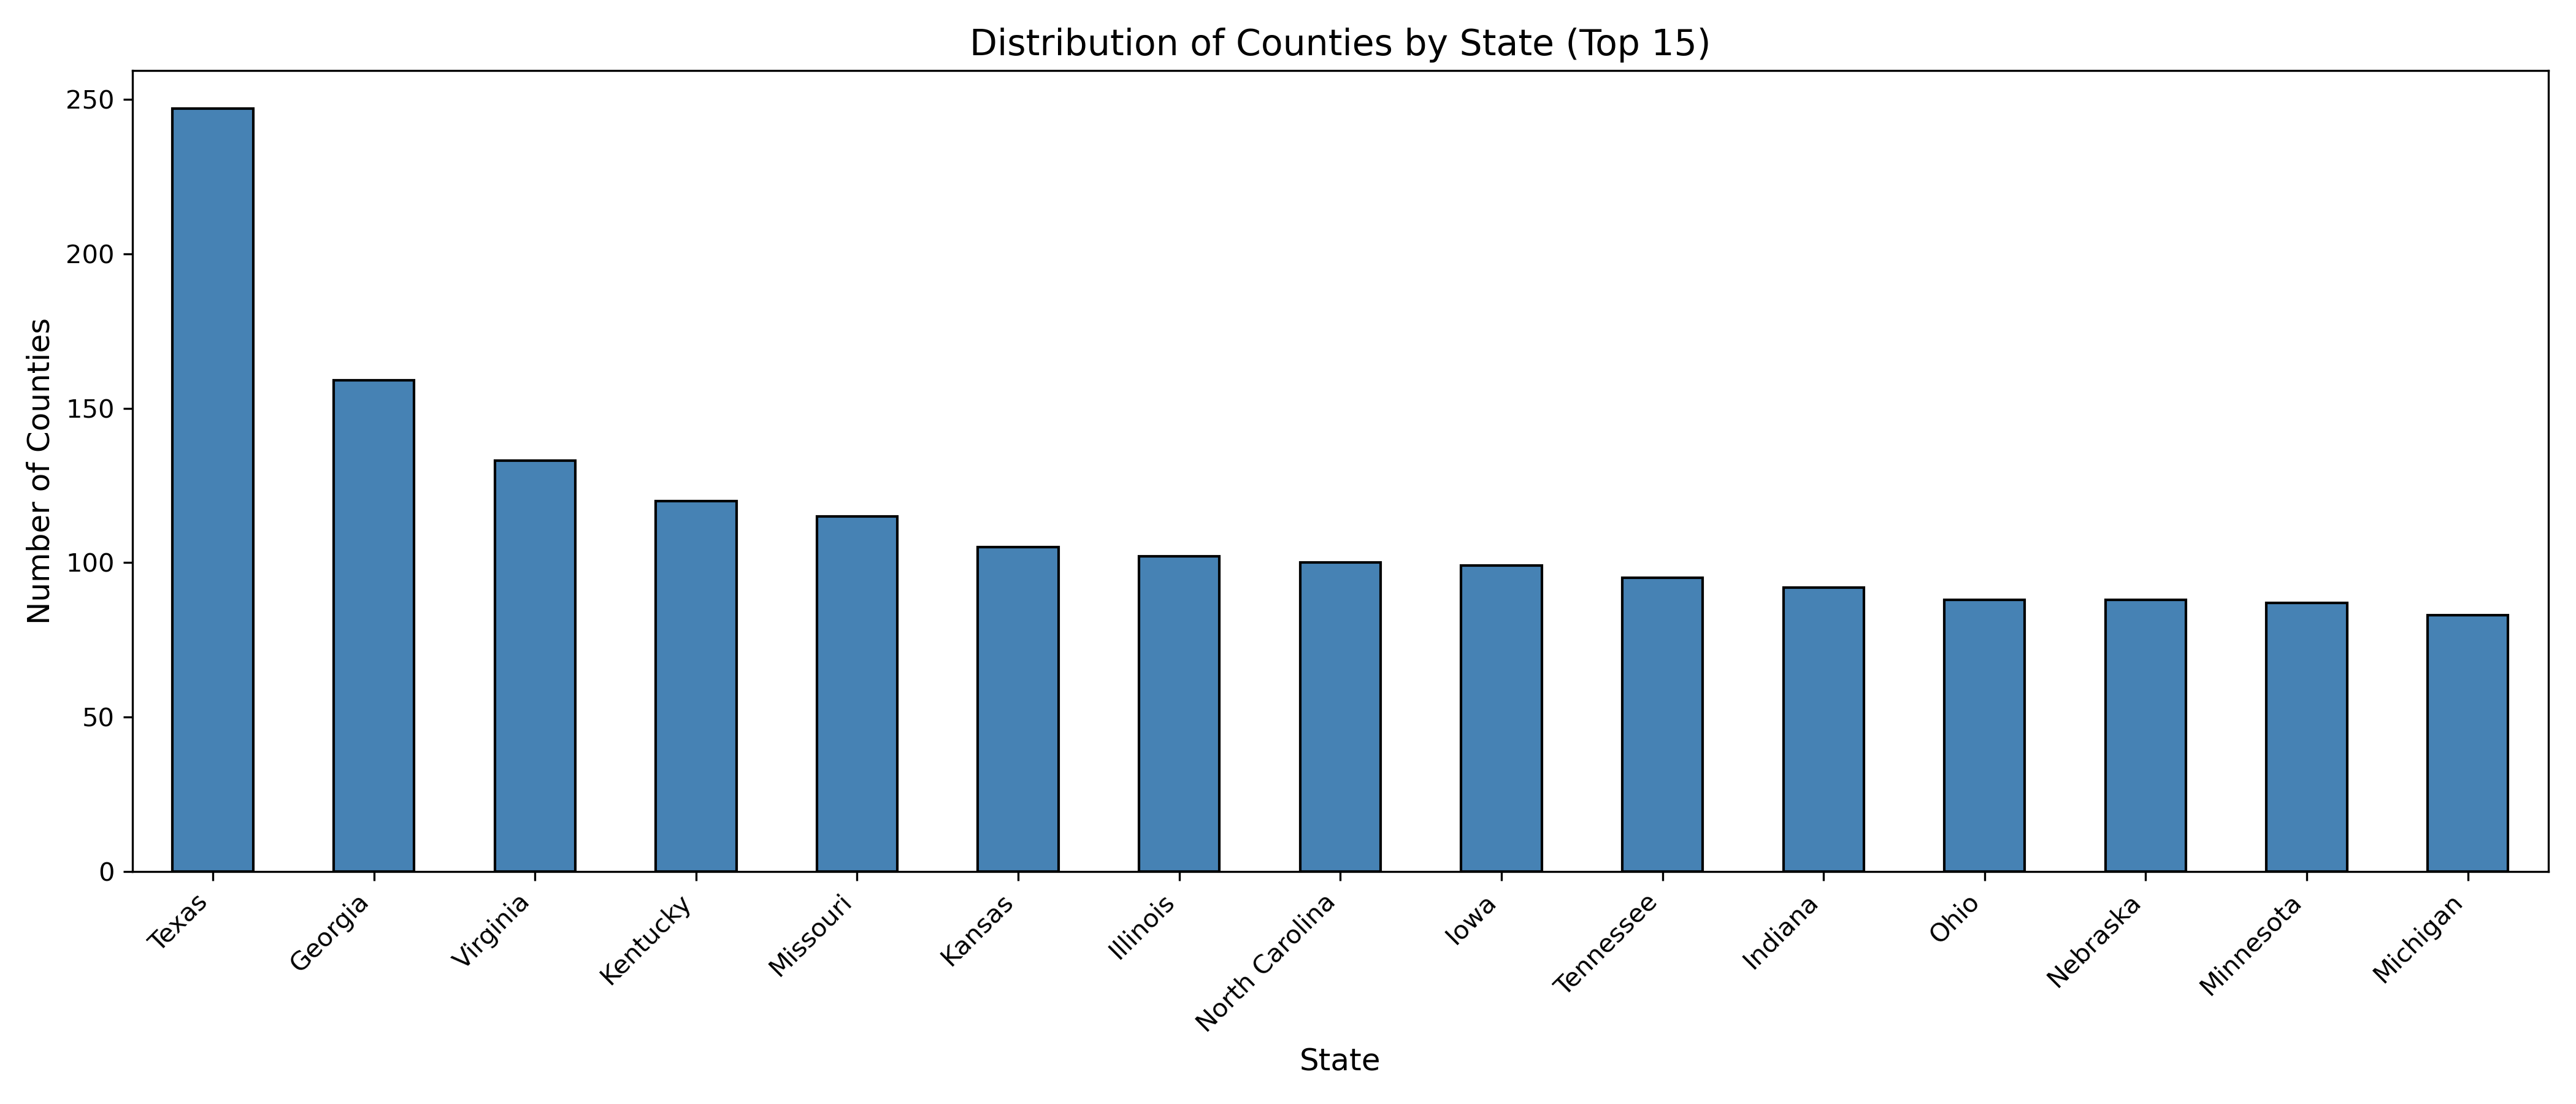 Distribution of Counties by State (Top 15)
Number of Counties
250
200
150
100
50
0
Texas
Georgia
Virginia
Kentucky
Missouri
Kansas
Illinois
North Carolina
Iowa
Tennessee
Indiana
Ohio
Nebraska
Minnesota
Michigan
State